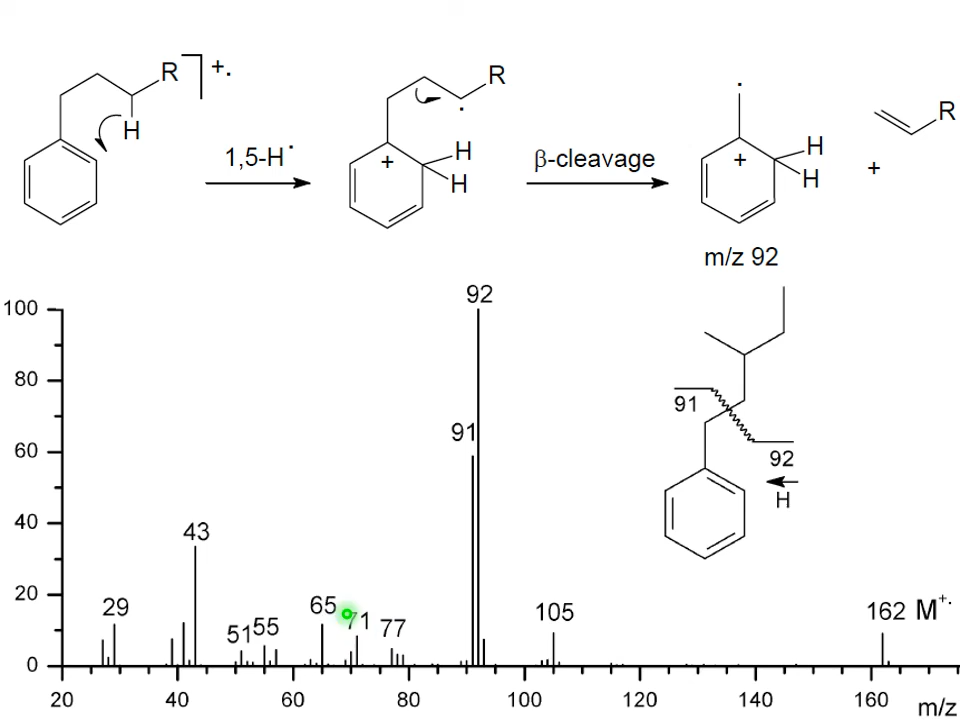 R
+.
H
1,5-H·
R
·
+
H
H
β-cleavage
·
+
H
H
m/z 92
+
R
100
80
60
40
20
0
29
43
51
55
65
71
77
91
92
105
162 M+.
91
92
H
20
40
60
80
100
120
140
160
m/z